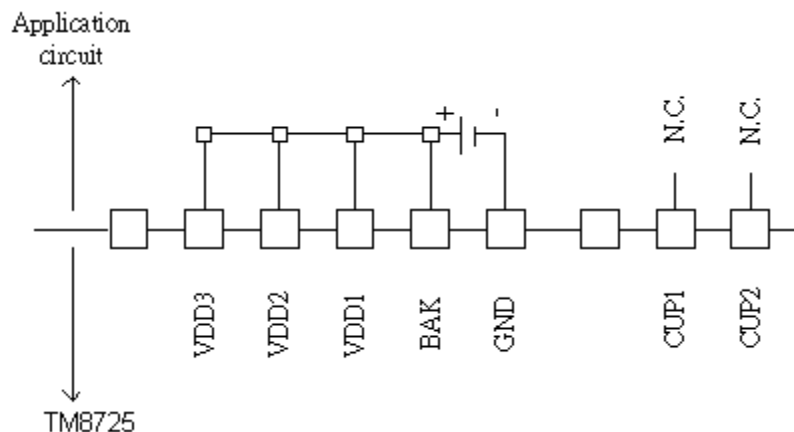 Application
circuit
+ -
N.C.
N.C.
VDD3
VDD2
VDD1
BAK
GND
CUP1
CUP2
TM8725